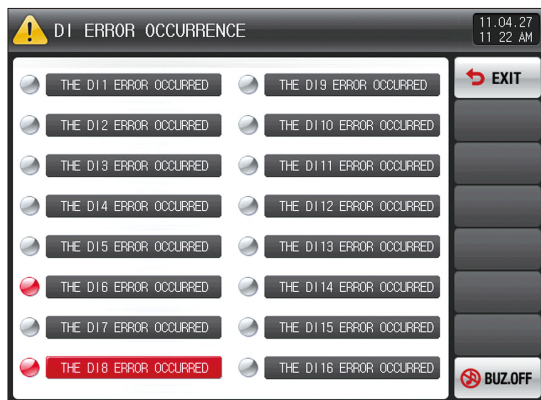 DI ERROR OCCURRENCE
11.04.27
11 22 AM
THE DI1 ERROR OCCURRED
THE DI2 ERROR OCCURRED
THE DI3 ERROR OCCURRED
THE DI4 ERROR OCCURRED
THE DI5 ERROR OCCURRED
THE DI6 ERROR OCCURRED
THE DI7 ERROR OCCURRED
THE DI8 ERROR OCCURRED
THE DI9 ERROR OCCURRED
THE DI10 ERROR OCCURRED
THE DI11 ERROR OCCURRED
THE DI12 ERROR OCCURRED
THE DI13 ERROR OCCURRED
THE DI14 ERROR OCCURRED
THE DI15 ERROR OCCURRED
THE DI16 ERROR OCCURRED
EXIT
BUZ.OFF